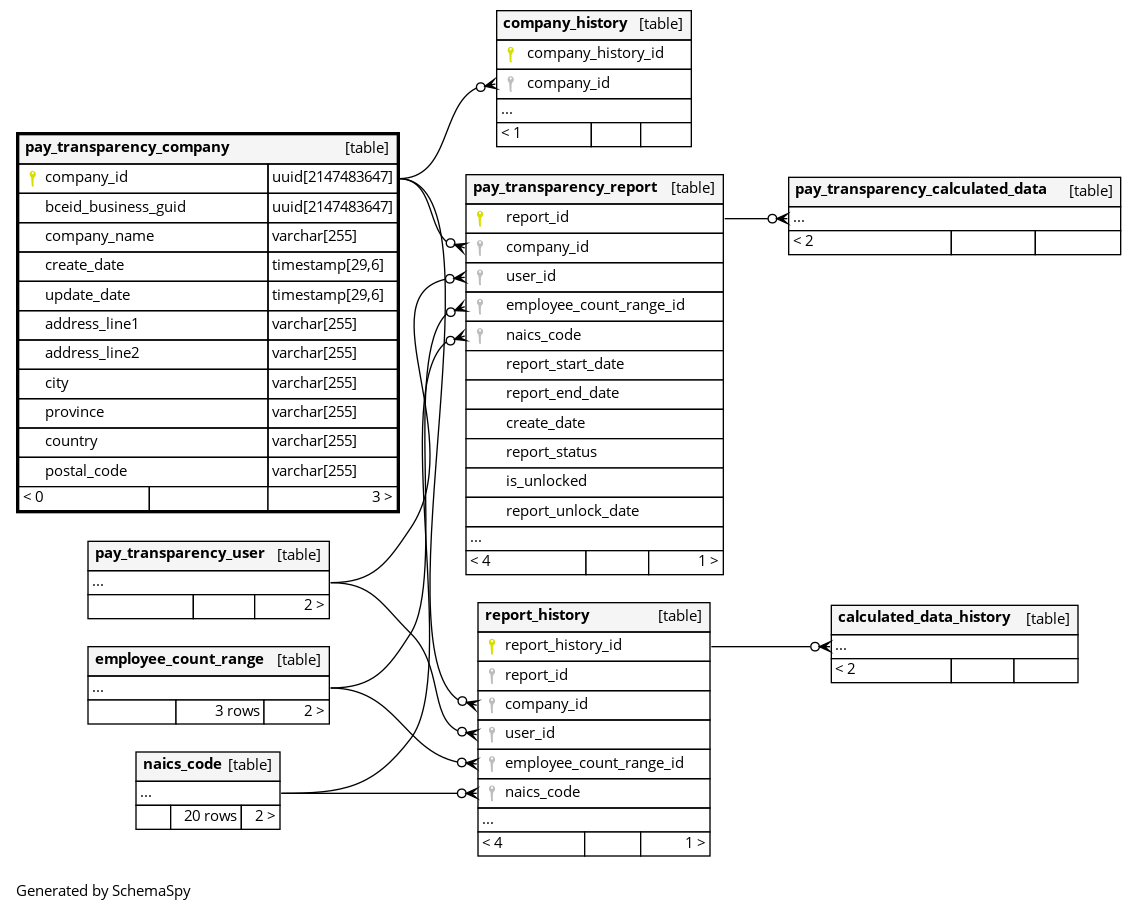 company_history [table]
company_history_id
company_id
...
< 1
pay_transparency_company [table]
company_id uuid[2147483647]
bceid_business_guid uuid[2147483647]
company_name varchar[255]
create_date timestamp[29,6]
update_date timestamp[29,6]
address_line1 varchar[255]
address_line2 varchar[255]
city varchar[255]
province varchar[255]
country varchar[255]
postal_code varchar[255]
< 0 3 >
pay_transparency_report [table]
report_id
company_id
user_id
employee_count_range_id
naics_code
report_start_date
report_end_date
create_date
report_status
is_unlocked
report_unlock_date
...
< 4 1 >
pay_transparency_calculated_data [table]
...
< 2
pay_transparency_user [table]
...
2 >
employee_count_range [table]
...
3 rows 2 >
naics_code [table]
...
20 rows 2 >
report_history [table]
report_history_id
report_id
company_id
user_id
employee_count_range_id
naics_code
...
< 4 1 >
calculated_data_history [table]
...
< 2
Generated by SchemaSpy